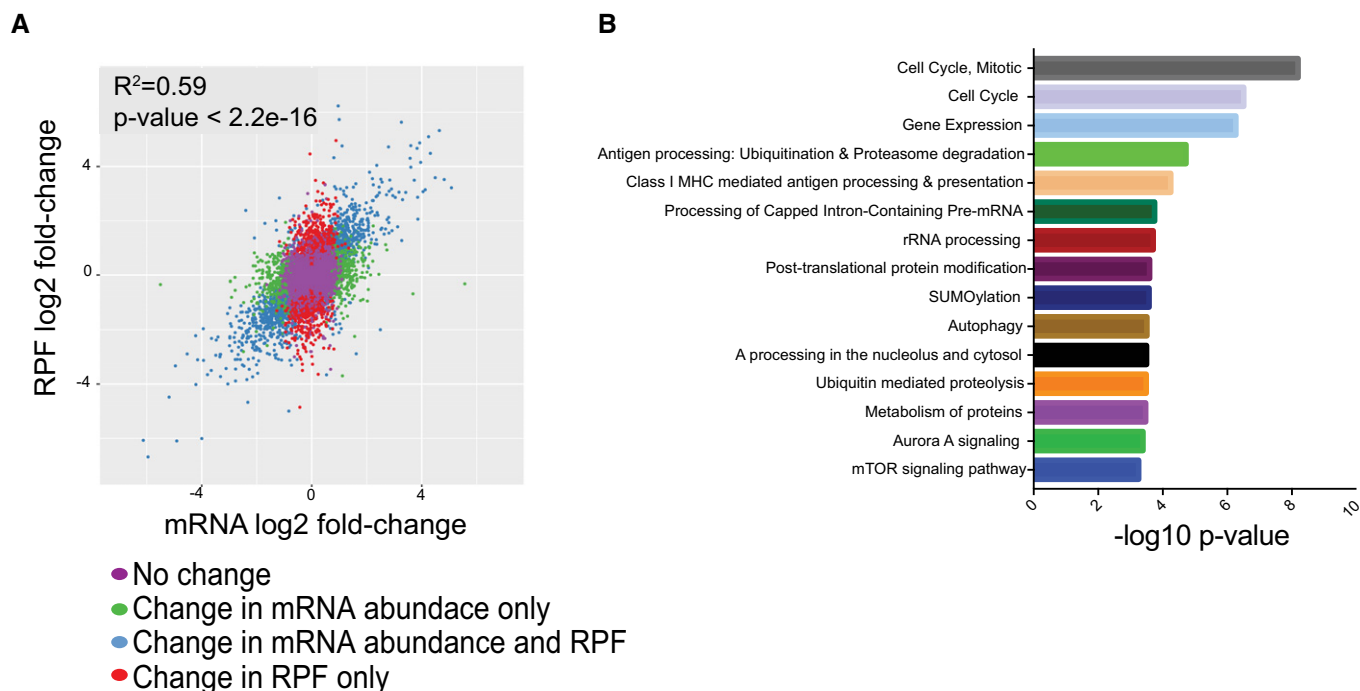 A
R²=0.59
p-value < 2.2e-16
RPF log2 fold-change
4
0
-4
-4
0
4
mRNA log2 fold-change
No change
Change in mRNA abundace only
Change in mRNA abundance and RPF
Change in RPF only
B
Cell Cycle, Mitotic
Cell Cycle
Gene Expression
Antigen processing: Ubiquitination & Proteasome degradation
Class I MHC mediated antigen processing & presentation
Processing of Capped Intron-Containing Pre-mRNA
rRNA processing
Post-translational protein modification
SUMOylation
Autophagy
A processing in the nucleolus and cytosol
Ubiquitin mediated proteolysis
Metabolism of proteins
Aurora A signaling
mTOR signaling pathway
0
2
4
6
8
10
-log10 p-value